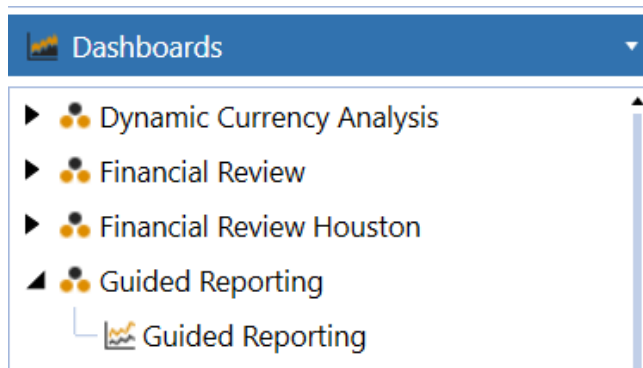 Dashboards
Dynamic Currency Analysis
Financial Review
Financial Review Houston
Guided Reporting
Guided Reporting